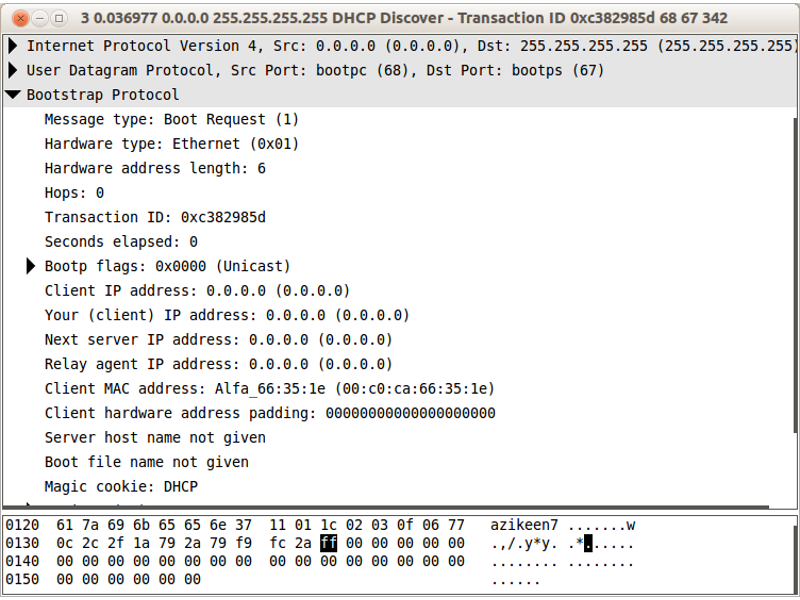 3 0.036977 0.0.0.0 255.255.255.255 DHCP Discover - Transaction ID 0xc382985d 68 67 342
Internet Protocol Version 4, Src: 0.0.0.0 (0.0.0.0), Dst: 255.255.255.255 (255.255.255.255)
User Datagram Protocol, Src Port: bootpc (68), Dst Port: bootps (67)
Bootstrap Protocol
Message type: Boot Request (1)
Hardware type: Ethernet (0x01)
Hardware address length: 6
Hops: 0
Transaction ID: 0xc382985d
Seconds elapsed: 0
Bootp flags: 0x0000 (Unicast)
Client IP address: 0.0.0.0 (0.0.0.0)
Your (client) IP address: 0.0.0.0 (0.0.0.0)
Next server IP address: 0.0.0.0 (0.0.0.0)
Relay agent IP address: 0.0.0.0 (0.0.0.0)
Client MAC address: Alfa_66:35:1e (00:c0:ca:66:35:1e)
Client hardware address padding: 00000000000000000000
Server host name not given
Boot file name not given
Magic cookie: DHCP
0120 61 7a 69 6b 65 65 6e 37 11 01 1c 02 03 0f 06 77 azikeen7 .......w
0130 0c 2c 2f 1a 79 2a 79 f9 fc 2a ff 00 00 00 00 00 .,/.y*y. .*......
0140 00 00 00 00 00 00 00 00 00 00 00 00 00 00 00 00 ........ ........
0150 00 00 00 00 00 00 ......